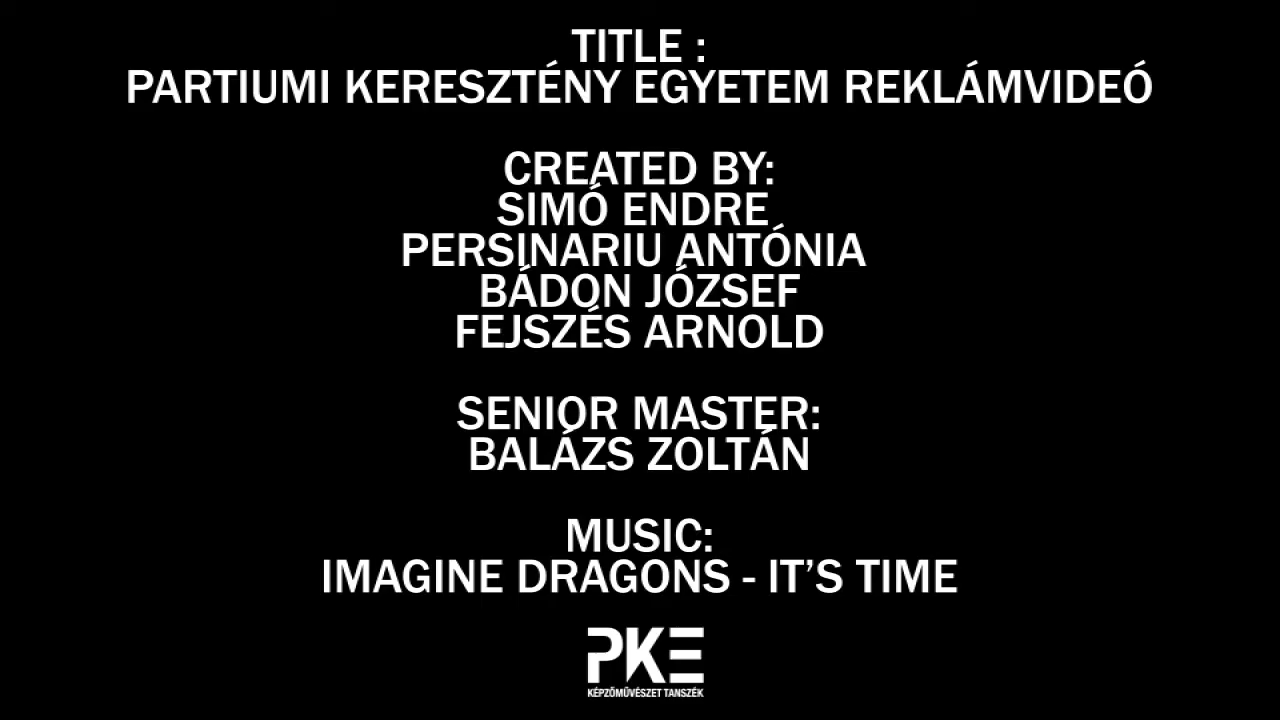 TITLE :
PARTIUMI KERESZTÉNY EGYETEM REKLÁMVIDEÓ
CREATED BY:
SIMÓ ENDRE
PERSINARIU ANTÓNIA
BÁDON JÓZSEF
FEJSZÉS ARNOLD
SENIOR MASTER:
BALÁZS ZOLTÁN
MUSIC:
IMAGINE DRAGONS - IT’S TIME
PKE
KÉPZŐMŰVÉSZET TANSZÉK